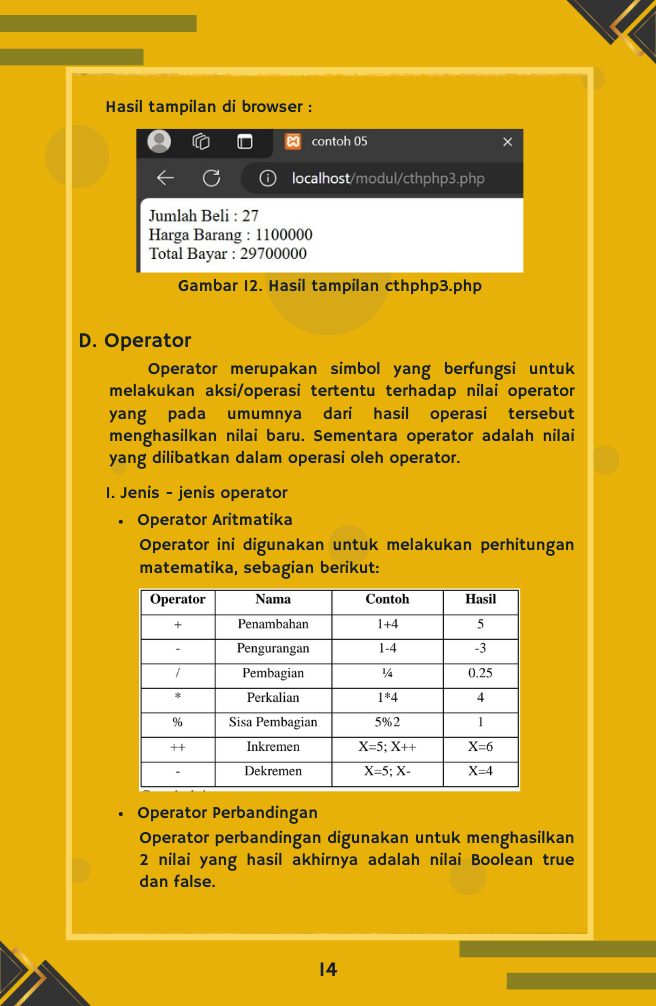 Hasil tampilan di browser :
contoh 05
localhost/modul/cthphp3.php
Jumlah Beli : 27
Harga Barang : 1100000
Total Bayar : 29700000
Gambar 12. Hasil tampilan cthphp3.php
D. Operator
Operator merupakan simbol yang berfungsi untuk
melakukan aksi/operasi tertentu terhadap nilai operator
yang pada umumnya dari hasil operasi tersebut
menghasilkan nilai baru. Sementara operator adalah nilai
yang dilibatkan dalam operasi oleh operator.
1. Jenis - jenis operator
• Operator Aritmatika
Operator ini digunakan untuk melakukan perhitungan
matematika, sebagian berikut:
Operator Nama Contoh Hasil
+ Penambahan 1+4 5
- Pengurangan 1-4 -3
/ Pembagian ¼ 0.25
* Perkalian 1*4 4
% Sisa Pembagian 5%2 1
++ Inkremen X=5; X++ X=6
- Dekremen X=5; X- X=4
• Operator Perbandingan
Operator perbandingan digunakan untuk menghasilkan
2 nilai yang hasil akhirnya adalah nilai Boolean true
dan false.
14